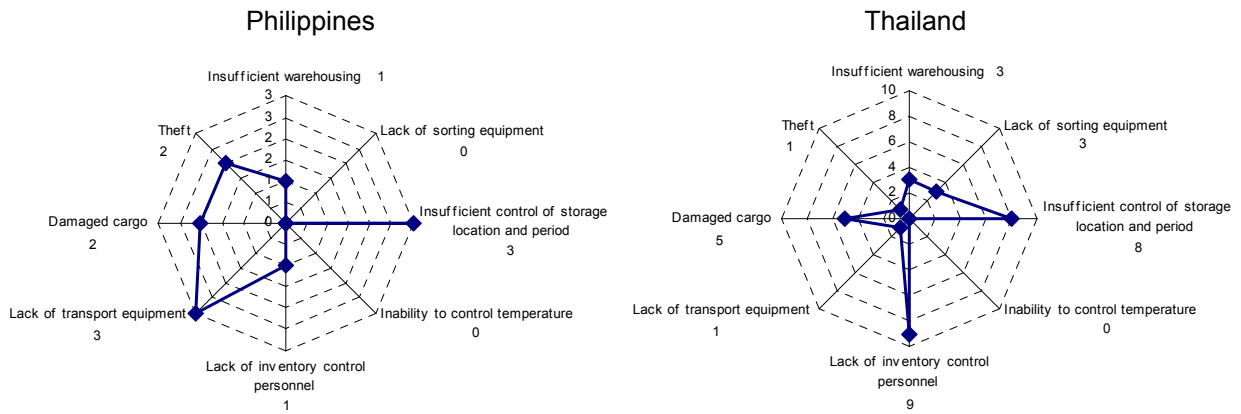 Philippines
Insufficient warehousing 1
3
3
2
2
1
1
0
Theft
2
Lack of sorting equipment
0
Damaged cargo
2
Insufficient control of storage
location and period
3
Lack of transport equipment
3
Inability to control temperature
0
Lack of inventory control
personnel
1
Thailand
Insufficient warehousing 3
10
8
6
4
2
0
Theft
1
Lack of sorting equipment
3
Damaged cargo
5
Insufficient control of storage
location and period
8
Lack of transport equipment
1
Inability to control temperature
0
Lack of inventory control
personnel
9